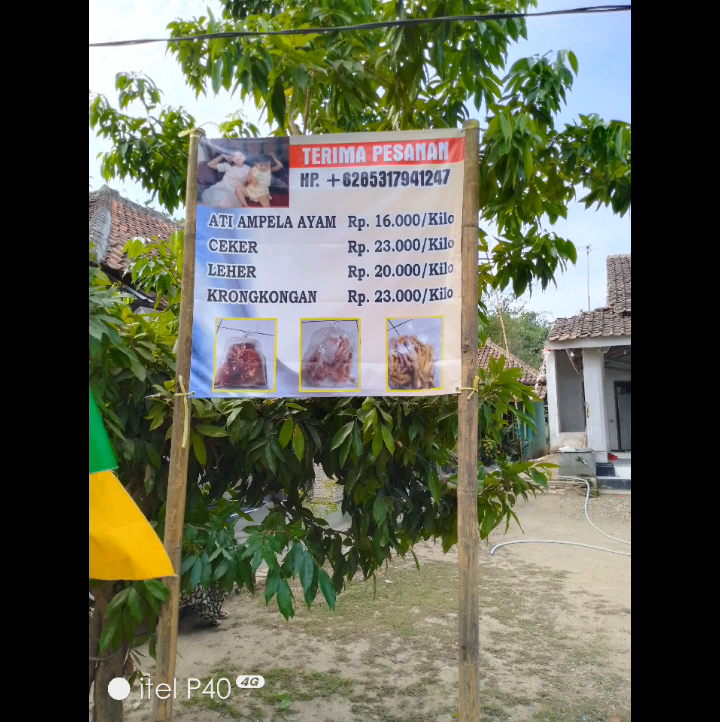 TERIMA PESANAN
HP. +6285317941247
ATI AMPELA AYAM Rp. 16.000/Kilo
CEKER Rp. 23.000/Kilo
LEHER Rp. 20.000/Kilo
KRONGKONGAN Rp. 23.000/Kilo
itel P40 4G